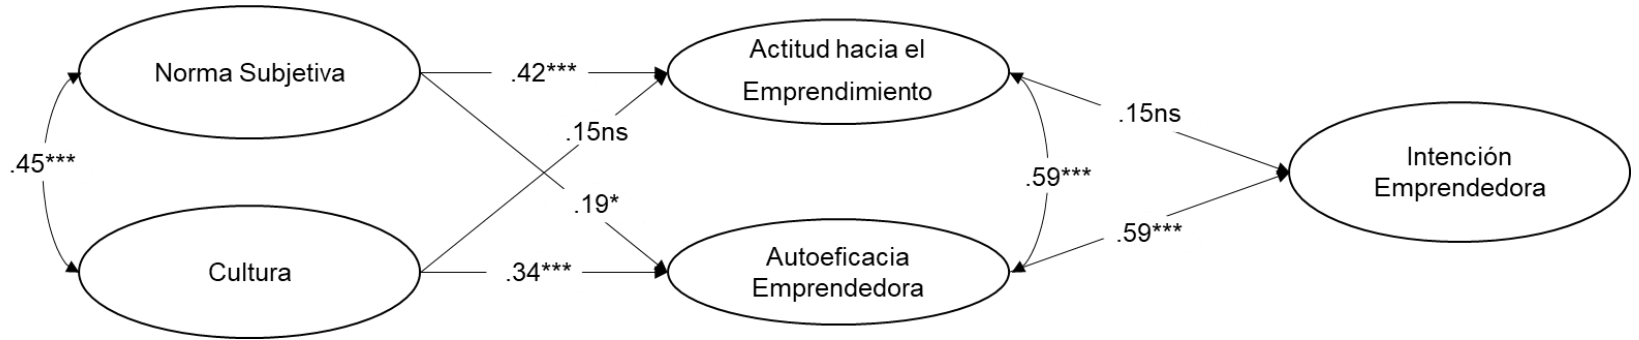 Norma Subjetiva
.42***
Actitud hacia el
Emprendimiento
.15ns
.15ns
.45***
Intención
Emprendedora
.59***
.19*
.59***
Cultura
.34***
Autoeficacia
Emprendedora